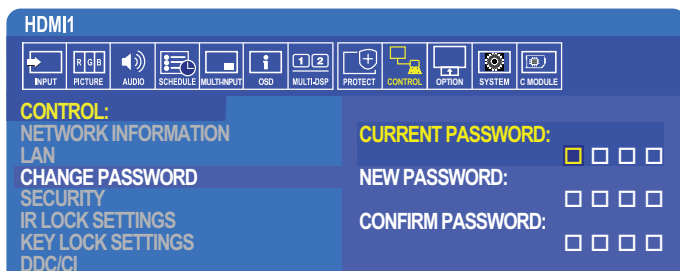 HDMI1
RGB
1 2
INPUT PICTURE AUDIO SCHEDULE MULTI-INPUT OSD MULTI-DSP PROTECT CONTROL OPTION SYSTEM C MODULE
CONTROL:
NETWORK INFORMATION
LAN
CHANGE PASSWORD
SECURITY
IR LOCK SETTINGS
KEY LOCK SETTINGS
DDC/CI
CURRENT PASSWORD:
NEW PASSWORD:
CONFIRM PASSWORD: